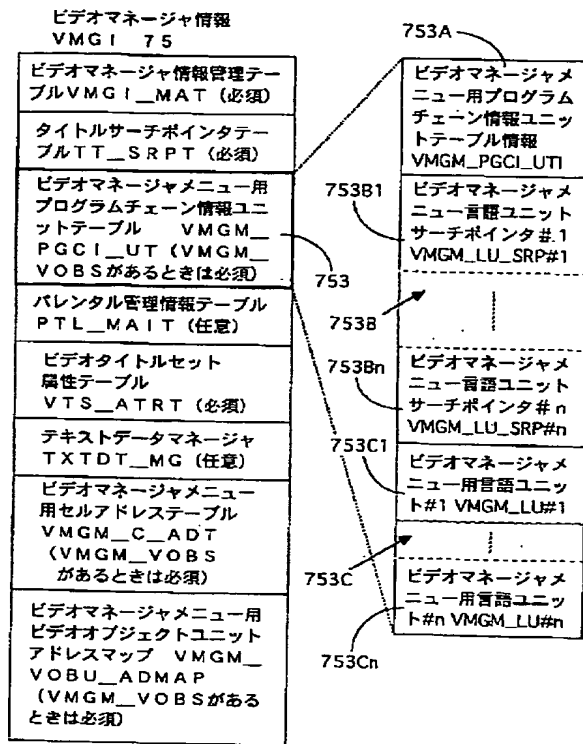 ビデオマネージャ情報
VMGI 75
ビデオマネージャ情報管理テー
ブルVMGI__MAT (必須)
タイトルサーチポインタテー
ブルTT__SRPT (必須)
ビデオマネージャメニュー用
プログラムチェーン情報ユニ
ットテーブル VMGM__
PGCI__UT (VMGM__
VOBSがあるときは必須)
パレンタル管理情報テーブル
PTL__MAIT (任意)
ビデオタイトルセット
属性テーブル
VTS__ATRT (必須)
テキストデータマネージャ
TXTDT__MG (任意)
ビデオマネージャメニュー
用セルアドレステーブル
VMGM__C__ADT
(VMGM__VOBS
があるときは必須)
ビデオマネージャメニュー用
ビデオオブジェクトユニット
アドレスマップ VMGM__
VOBU__ADMAP
(VMGM__VOBSがある
ときは必須)
753
753A
ビデオマネージャメ
ニュー用プログラム
チェーン情報ユニッ
トテーブル情報
VMGM_PGCI_UTI
753B1
ビデオマネージャメ
ニュー言語ユニット
サーチポインタ#1
VMGM_LU_SRP#1
753B
753Bn
ビデオマネージャメ
ニュー言語ユニット
サーチポインタ#n
VMGM_LU_SRP#n
753C1
ビデオマネージャメ
ニュー用言語ユニッ
ト#1 VMGM_LU#1
753C
ビデオマネージャメ
ニュー用言語ユニッ
ト#n VMGM_LU#n
753Cn